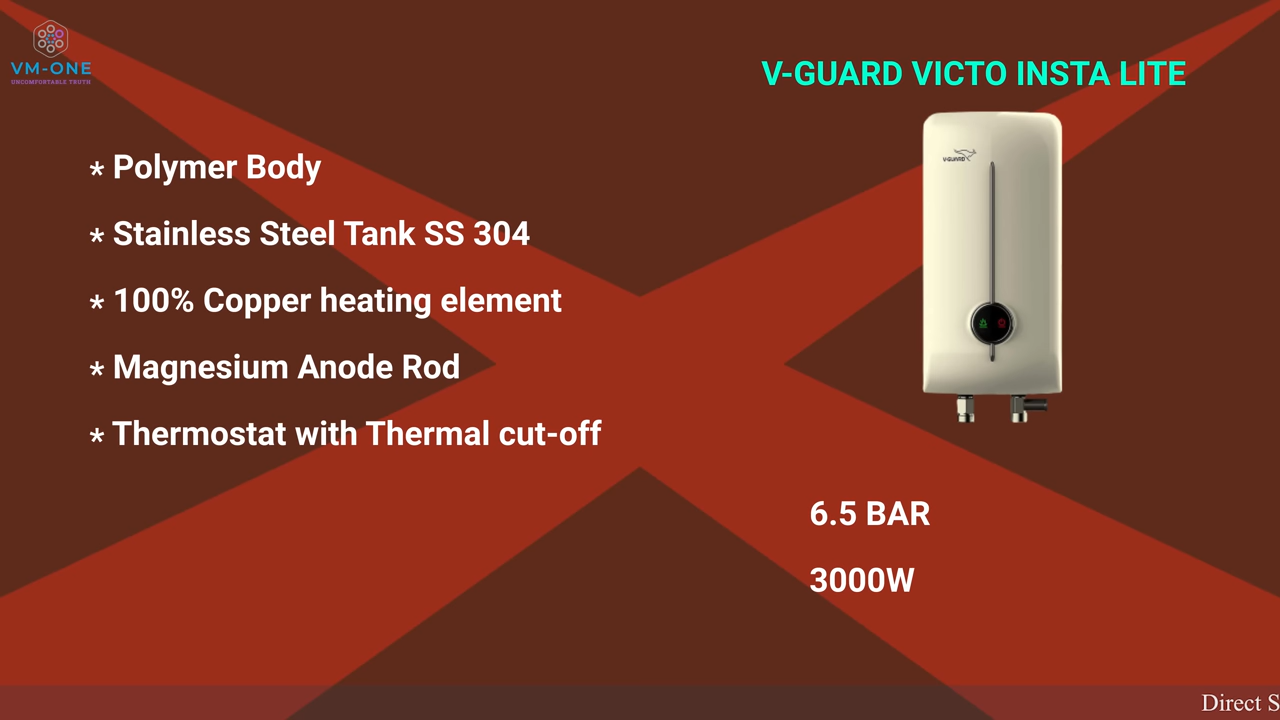 VM-ONE
UNCOMFORTABLE TRUTH
V-GUARD VICTO INSTA LITE
V-GUARD
* Polymer Body
* Stainless Steel Tank SS 304
* 100% Copper heating element
* Magnesium Anode Rod
* Thermostat with Thermal cut-off
6.5 BAR
3000W
Direct S